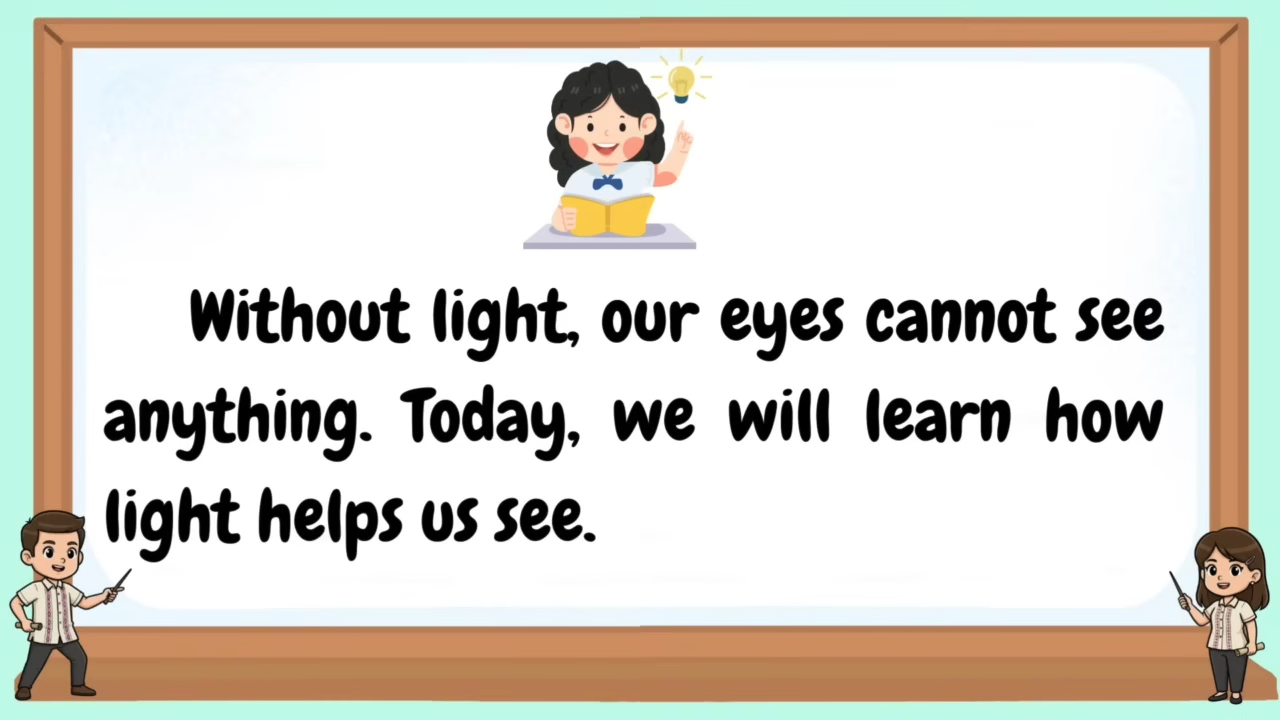 Without light, our eyes cannot see
anything. Today, we will learn how
light helps us see.